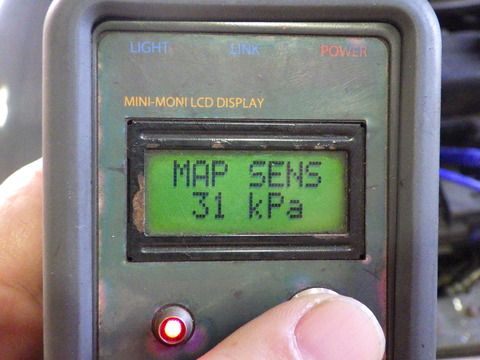 LIGHT LINK POWER
MINI-MONI LCD DISPLAY
MAP SENS
31 kPa